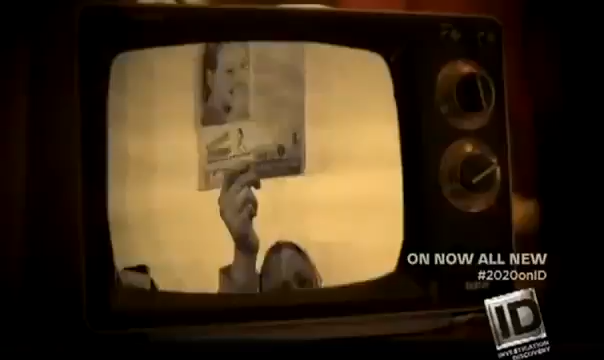 ON NOW ALL NEW
#2020onID
ID
INVESTIGATION
DISCOVERY